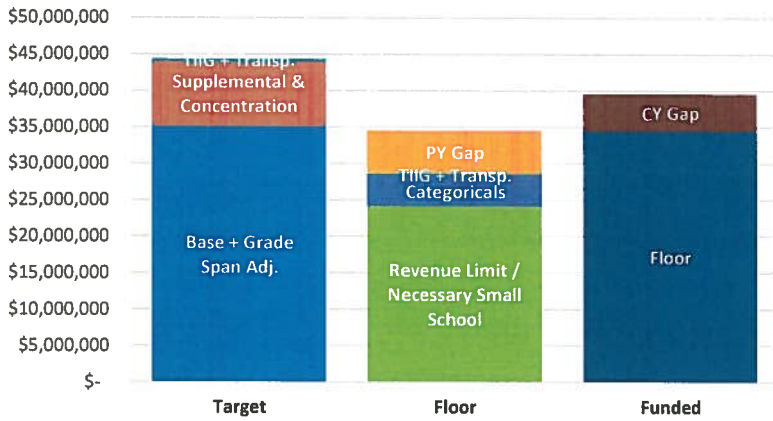 $50,000,000
$45,000,000
$40,000,000
$35,000,000
$30,000,000
$25,000,000
$20,000,000
$15,000,000
$10,000,000
$5,000,000
$-
TIIG + Transp.
Supplemental &
Concentration
Base + Grade
Span Adj.
PY Gap
TIIG + Transp.
Categoricals
Revenue Limit /
Necessary Small
School
CY Gap
Floor
Target
Floor
Funded